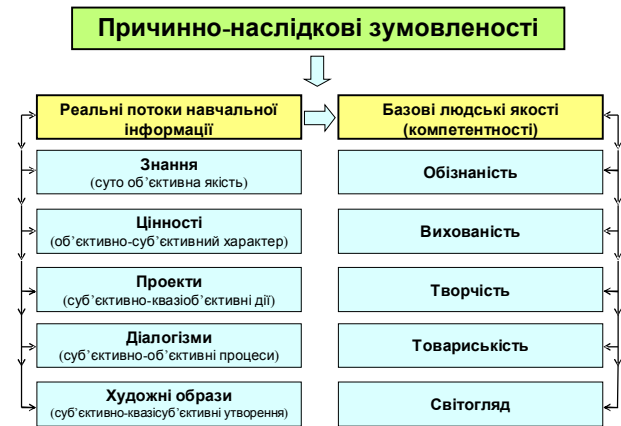 Причинно-наслідкові зумовленості
Реальні потоки навчальної
інформації
Базові людські якості
(компетентності)
Знання
(суто об’єктивна якість)
Обізнаність
Цінності
(об’єктивно-суб’єктивний характер)
Вихованість
Проекти
(суб’єктивно-квазіоб’єктивні дії)
Творчість
Діалогізми
(суб’єктивно-об’єктивні процеси)
Товариськість
Художні образи
(суб’єктивно-квазісуб’єктивні утворення)
Світогляд